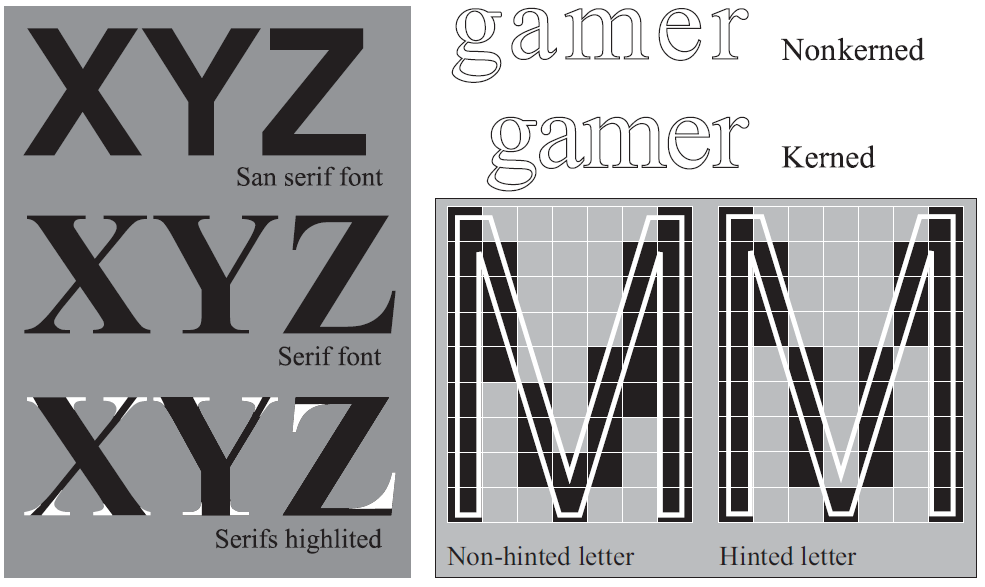 XYZ
San serif font
XYZ
Serif font
XYZ
Serifs highlited
gamer Nonkerned
gamer Kerned
M M
Non-hinted letter Hinted letter